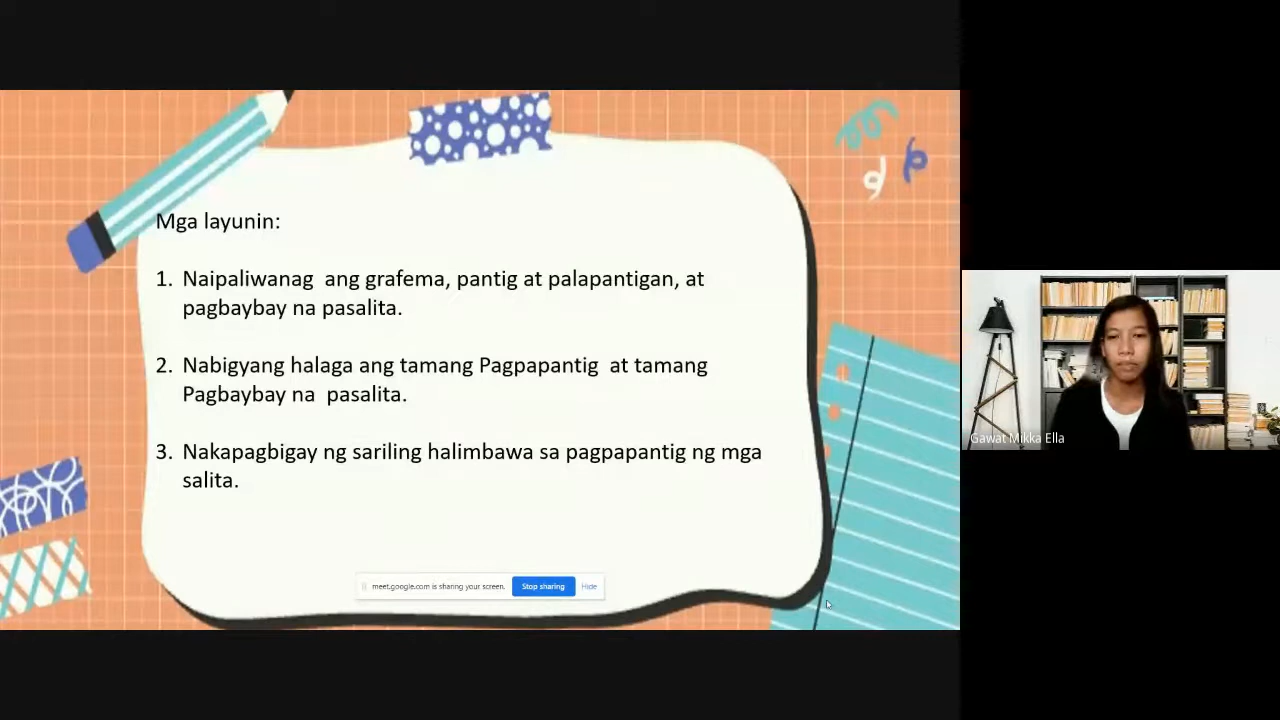 Mga layunin:
1. Naipaliwanag ang grafema, pantig at palapantigan, at
pagbaybay na pasalita.
2. Nabigyang halaga ang tamang Pagpapantig at tamang
Pagbaybay na pasalita.
3. Nakapagbigay ng sariling halimbawa sa pagpapantig ng mga
salita.
meet.google.com is sharing your screen. Stop sharing Hide
Gawat Mikka Ella